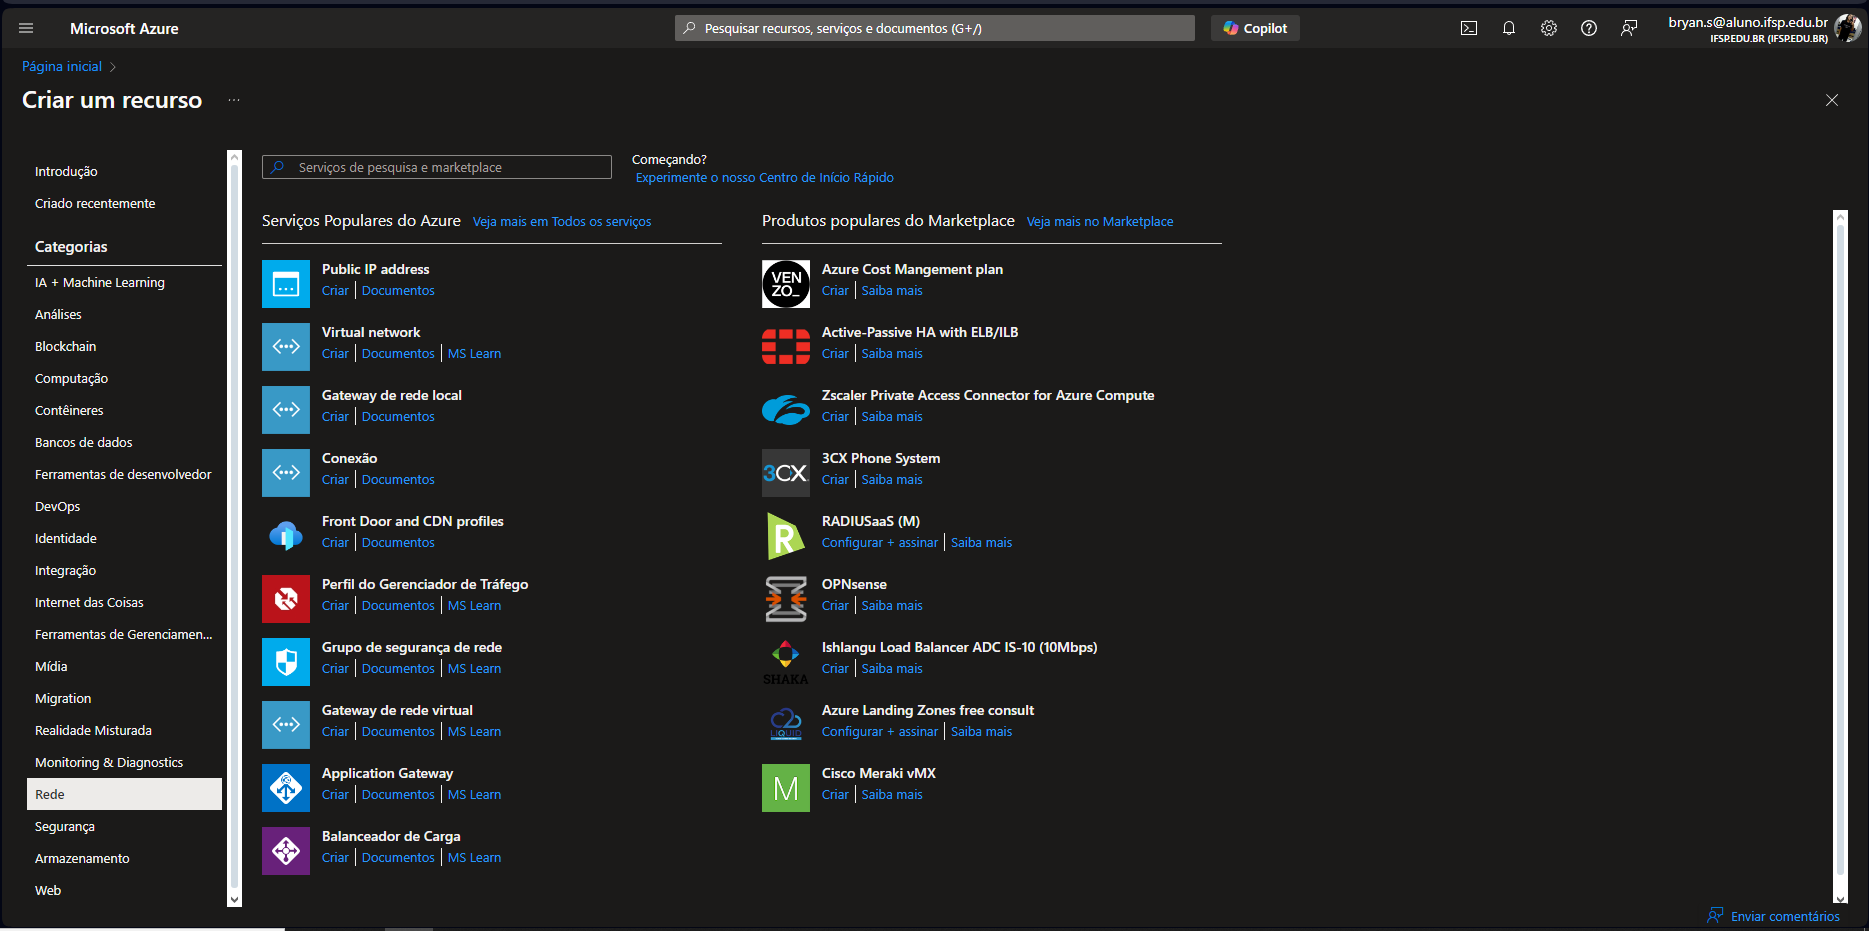 Microsoft Azure
Pesquisar recursos, serviços e documentos (G+/)
Copilot
bryan.s@aluno.ifsp.edu.br
IFSP.EDU.BR (IFSP.EDU.BR)
Página inicial
Criar um recurso
Introdução
Criado recentemente
Categorias
IA + Machine Learning
Análises
Blockchain
Computação
Contêineres
Bancos de dados
Ferramentas de desenvolvedor
DevOps
Identidade
Integração
Internet das Coisas
Ferramentas de Gerenciamen...
Mídia
Migration
Realidade Misturada
Monitoring & Diagnostics
Rede
Segurança
Armazenamento
Web
Serviços de pesquisa e marketplace
Começando?
Experimente o nosso Centro de Início Rápido
Serviços Populares do Azure Veja mais em Todos os serviços
Public IP address
Criar | Documentos
Virtual network
Criar | Documentos | MS Learn
Gateway de rede local
Criar | Documentos
Conexão
Criar | Documentos
Front Door and CDN profiles
Criar | Documentos
Perfil do Gerenciador de Tráfego
Criar | Documentos | MS Learn
Grupo de segurança de rede
Criar | Documentos | MS Learn
Gateway de rede virtual
Criar | Documentos | MS Learn
Application Gateway
Criar | Documentos | MS Learn
Balanceador de Carga
Criar | Documentos | MS Learn
Produtos populares do Marketplace Veja mais no Marketplace
VEN
ZO_
Azure Cost Mangement plan
Criar | Saiba mais
Active-Passive HA with ELB/ILB
Criar | Saiba mais
Zscaler Private Access Connector for Azure Compute
Criar | Saiba mais
3CX
3CX Phone System
Criar | Saiba mais
R
RADIUSaaS (M)
Configurar + assinar | Saiba mais
OPNsense
Criar | Saiba mais
SHAKA
Ishlangu Load Balancer ADC IS-10 (10Mbps)
Criar | Saiba mais
LIQUID
Azure Landing Zones free consult
Configurar + assinar | Saiba mais
M
Cisco Meraki vMX
Criar | Saiba mais
Enviar comentários